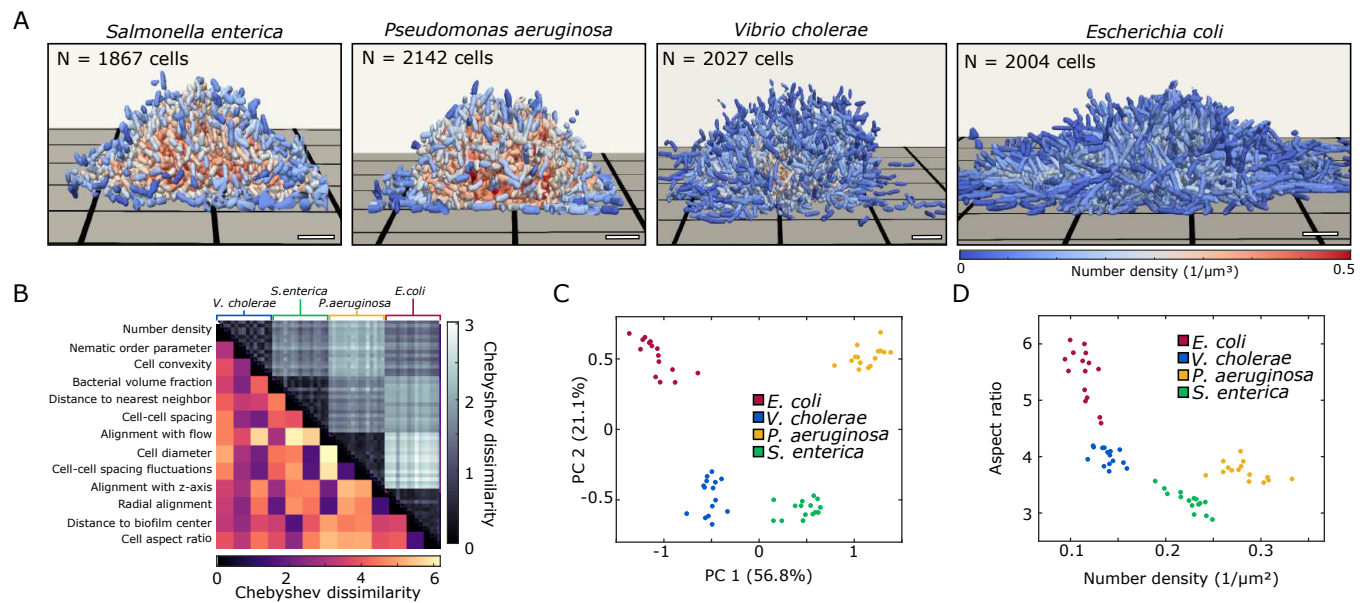 A
Salmonella enterica
Pseudomonas aeruginosa
Vibrio cholerae
Escherichia coli
N = 1867 cells
N = 2142 cells
N = 2027 cells
N = 2004 cells
0
0.5
Number density (1/μm³)
B
V. cholerae
S.enterica
P.aeruginosa
E.coli
Number density
Nematic order parameter
Cell convexity
Bacterial volume fraction
Distance to nearest neighbor
Cell-cell spacing
Alignment with flow
Cell diameter
Cell-cell spacing fluctuations
Alignment with z-axis
Radial alignment
Distance to biofilm center
Cell aspect ratio
3
2
1
0
Chebyshev dissimilarity
0 2 4 6
Chebyshev dissimilarity
C
0.5
0
-0.5
PC 2 (21.1%)
E. coli
V. cholerae
P. aeruginosa
S. enterica
-1 0 1
PC 1 (56.8%)
D
6
5
4
3
Aspect ratio
E. coli
V. cholerae
P. aeruginosa
S. enterica
0.1 0.2 0.3
Number density (1/μm²)